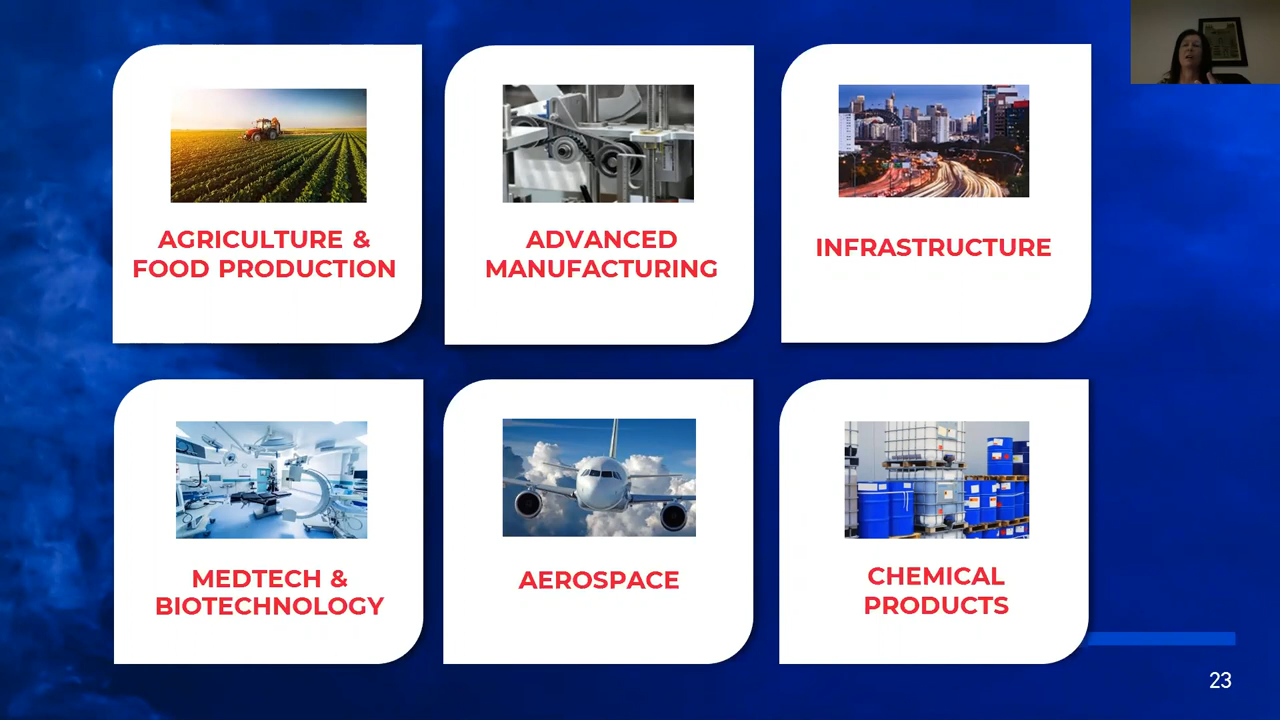 AGRICULTURE &
FOOD PRODUCTION
ADVANCED
MANUFACTURING
INFRASTRUCTURE
MEDTECH &
BIOTECHNOLOGY
AEROSPACE
CHEMICAL
PRODUCTS
23